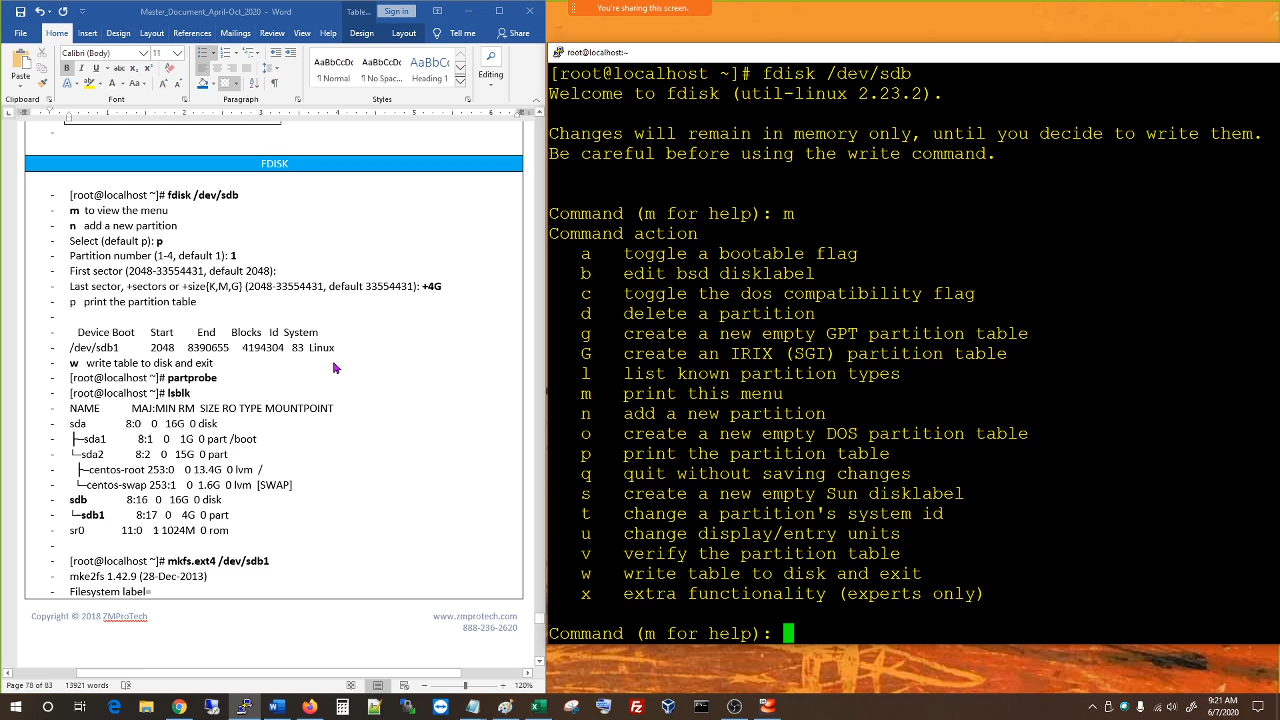 Master_Document_April-Oct_2020 -
Table...
Sign in
You're sharing this screen.
File
Home
Insert
Draw
Design
Layout
References
Mailings
Review
View
Help
Design
Layout
Tell me
Share
Paste
Calibri (Body)
11
AaBbCcDc
AaBbCcDc
AaBbCc
¶ Normal
¶ No Spac...
Heading 1
Editing
Clipboard
Font
Paragraph
Styles
FDISK
- [root@localhost ~]# fdisk /dev/sdb
- m to view the menu
- n add a new partition
- Select (default p): p
- Partition number (1-4, default 1): 1
- First sector (2048-33554431, default 2048):
- Last sector, +sectors or +size{K,M,G} (2048-33554431, default 33554431): +4G
- p print the partition table
-
- Device Boot Start End Blocks Id System
- /dev/sdb1 2048 8390655 4194304 83 Linux
- w write table to disk and exit
- [root@localhost ~]# partprobe
- [root@localhost ~]# lsblk
- NAME MAJ:MIN RM SIZE RO TYPE MOUNTPOINT
- sda 8:0 0 16G 0 disk
- ├─sda1 8:1 0 1G 0 part /boot
- └─sda2 8:2 0 15G 0 part
- ├─centos-root 253:0 0 13.4G 0 lvm /
- └─centos-swap 253:1 0 1.6G 0 lvm [SWAP]
- sdb 8:16 0 16G 0 disk
- └─sdb1 8:17 0 4G 0 part
- sr0 11:0 1 1024M 0 rom
-
- [root@localhost ~]# mkfs.ext4 /dev/sdb1
- mke2fs 1.42.9 (28-Dec-2013)
- Filesystem label=
Copyright © 2018 ZMProTech
www.zmprotech.com
888-236-2620
Page 78 of 83
13921 words
120%
root@localhost:~
[root@localhost ~]# fdisk /dev/sdb
Welcome to fdisk (util-linux 2.23.2).
Changes will remain in memory only, until you decide to write them.
Be careful before using the write command.
Command (m for help): m
Command action
a toggle a bootable flag
b edit bsd disklabel
c toggle the dos compatibility flag
d delete a partition
g create a new empty GPT partition table
G create an IRIX (SGI) partition table
l list known partition types
m print this menu
n add a new partition
o create a new empty DOS partition table
p print the partition table
q quit without saving changes
s create a new empty Sun disklabel
t change a partition's system id
u change display/entry units
v verify the partition table
w write table to disk and exit
x extra functionality (experts only)
Command (m for help):
9:21 AM
6/7/2020